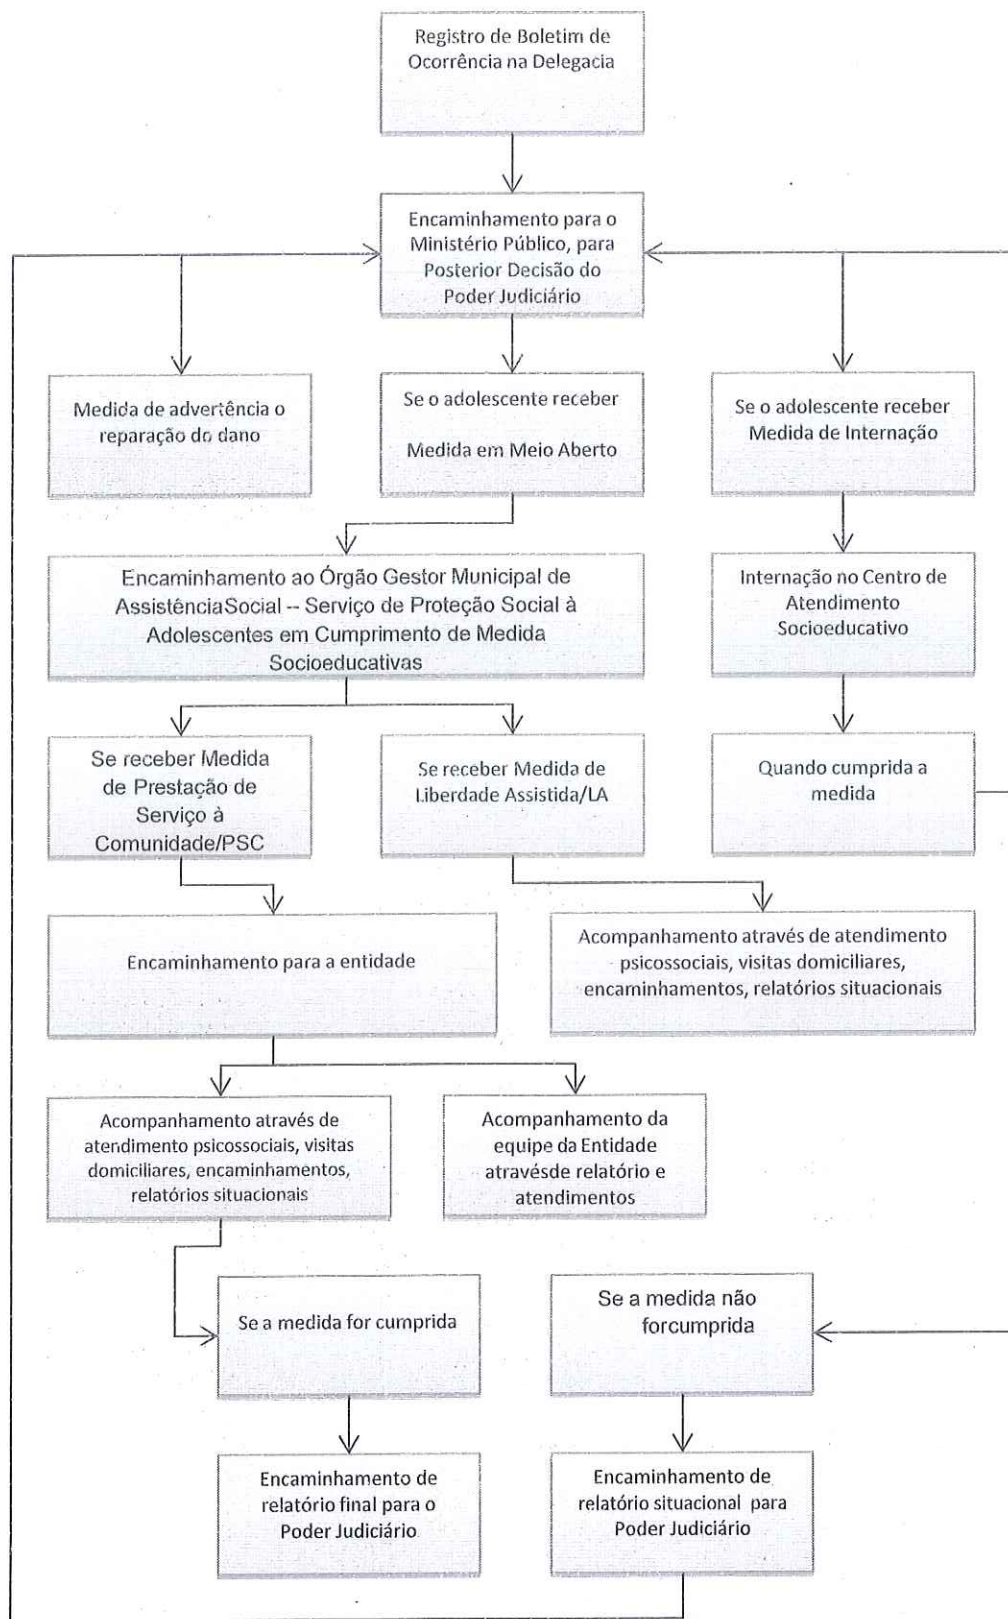 Registro de Boletim de
Ocorrência na Delegacia
Encaminhamento para o
Ministério Público, para
Posterior Decisão do
Poder Judiciário
Medida de advertência o
reparação do dano
Se o adolescente receber
Medida em Meio Aberto
Se o adolescente receber
Medida de Internação
Encaminhamento ao Órgão Gestor Municipal de
AssistênciaSocial -- Serviço de Proteção Social à
Adolescentes em Cumprimento de Medida
Socioeducativas
Internação no Centro de
Atendimento
Socioeducativo
Se receber Medida
de Prestação de
Serviço à
Comunidade/PSC
Se receber Medida de
Liberdade Assistida/LA
Quando cumprida a
medida
Encaminhamento para a entidade
Acompanhamento através de atendimento
psicossociais, visitas domiciliares,
encaminhamentos, relatórios situacionais
Acompanhamento através de
atendimento psicossociais, visitas
domiciliares, encaminhamentos,
relatórios situacionais
Acompanhamento da
equipe da Entidade
atravésde relatório e
atendimentos
Se a medida for cumprida
Se a medida não
forcumprida
Encaminhamento de
relatório final para o
Poder Judiciário
Encaminhamento de
relatório situacional para
Poder Judiciário